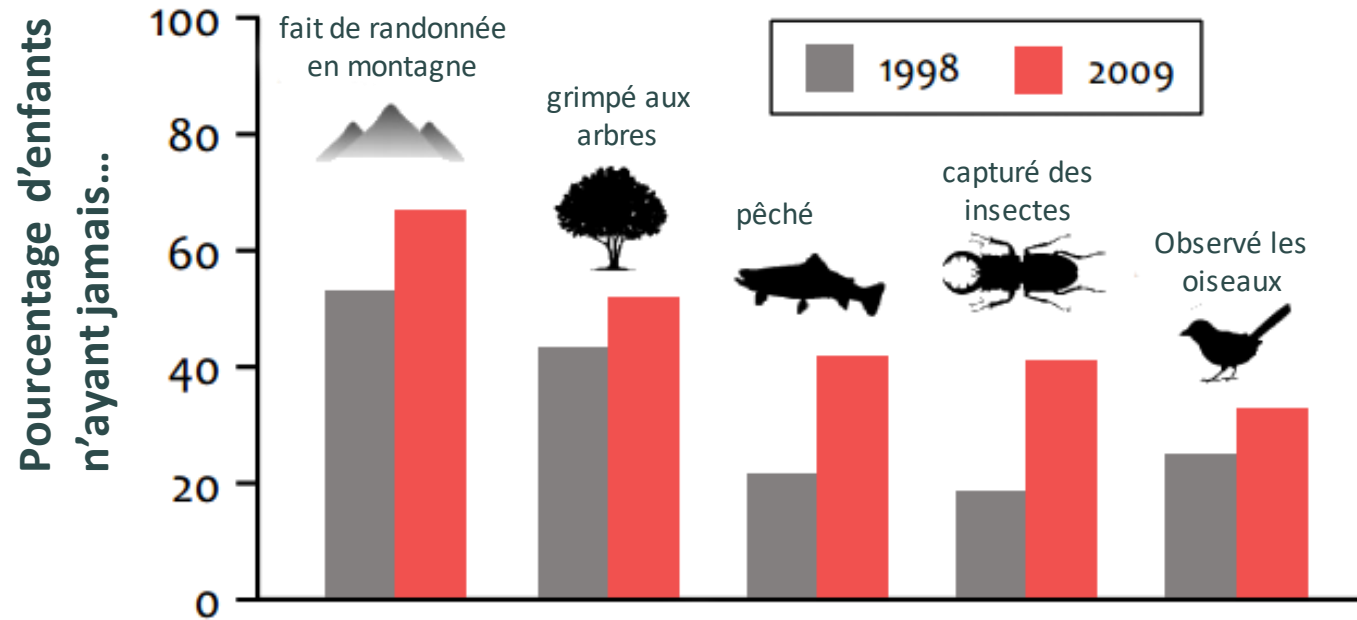 Pourcentage d'enfants
n'ayant jamais...
100
80
60
40
20
0
fait de randonnée
en montagne
grimpé aux
arbres
pêché
capturé des
insectes
Observé les
oiseaux
1998
2009